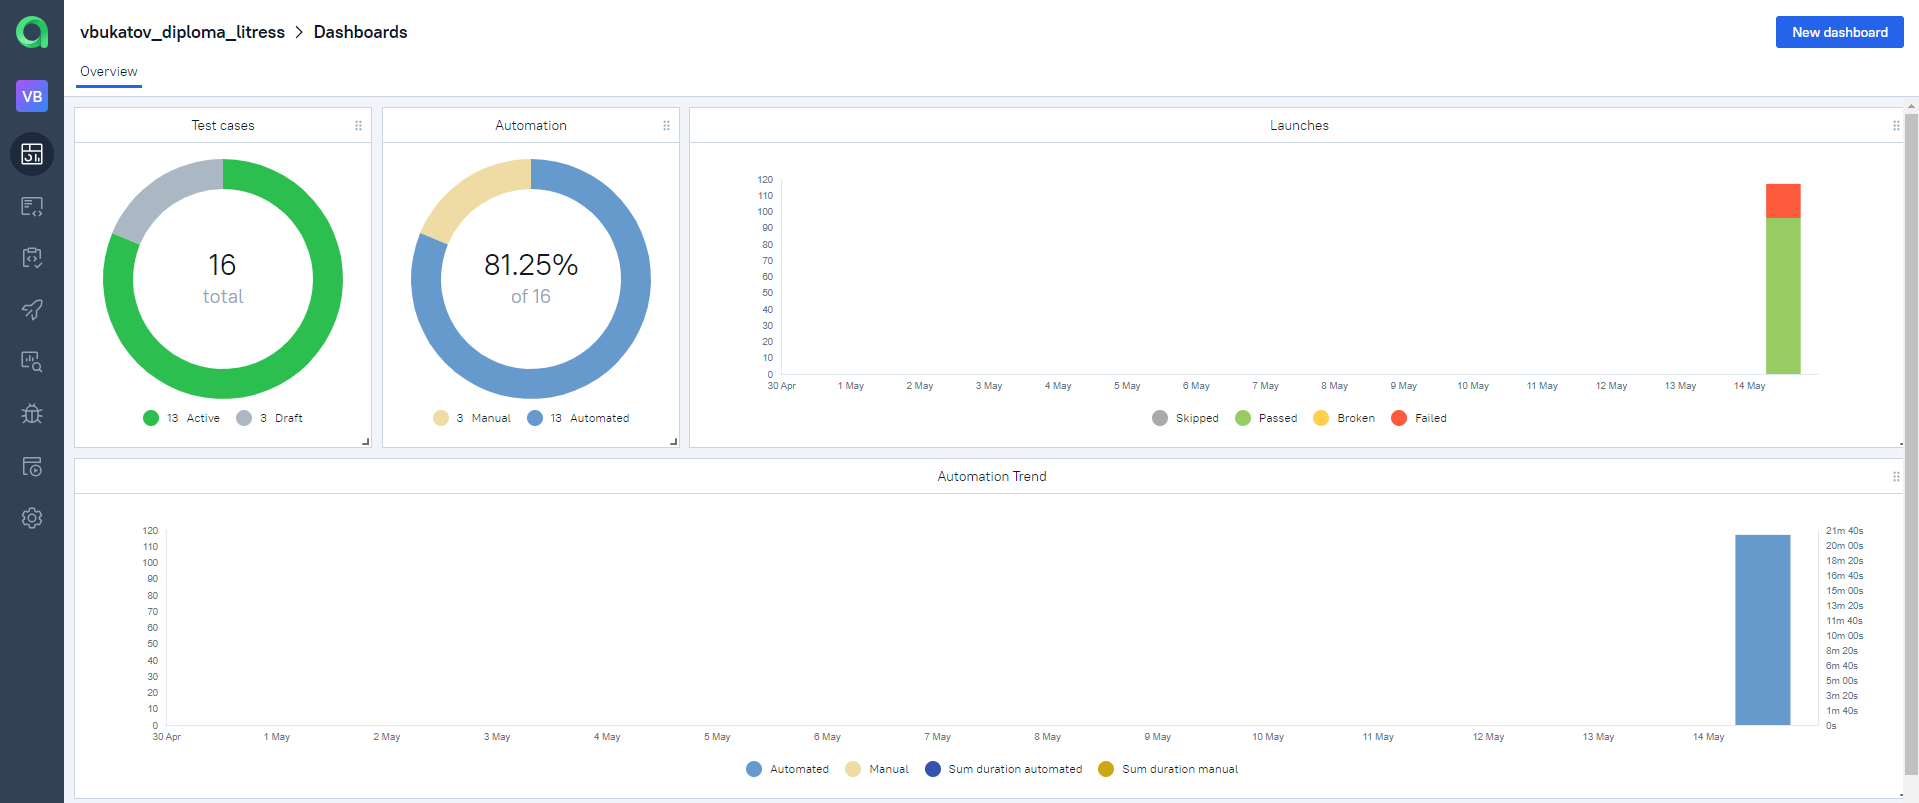 vbukatov_diploma_litress > Dashboards
New dashboard
Overview
VB
Test cases
16
total
13 Active 3 Draft
Automation
81.25%
of 16
3 Manual 13 Automated
Launches
120
110
100
90
80
70
60
50
40
30
20
10
0
30 Apr 1 May 2 May 3 May 4 May 5 May 6 May 7 May 8 May 9 May 10 May 11 May 12 May 13 May 14 May
Skipped Passed Broken Failed
Automation Trend
120
110
100
90
80
70
60
50
40
30
20
10
0
21m 40s
20m 00s
18m 20s
16m 40s
15m 00s
13m 20s
11m 40s
10m 00s
8m 20s
6m 40s
5m 00s
3m 20s
1m 40s
0s
30 Apr 1 May 2 May 3 May 4 May 5 May 6 May 7 May 8 May 9 May 10 May 11 May 12 May 13 May 14 May
Automated Manual Sum duration automated Sum duration manual